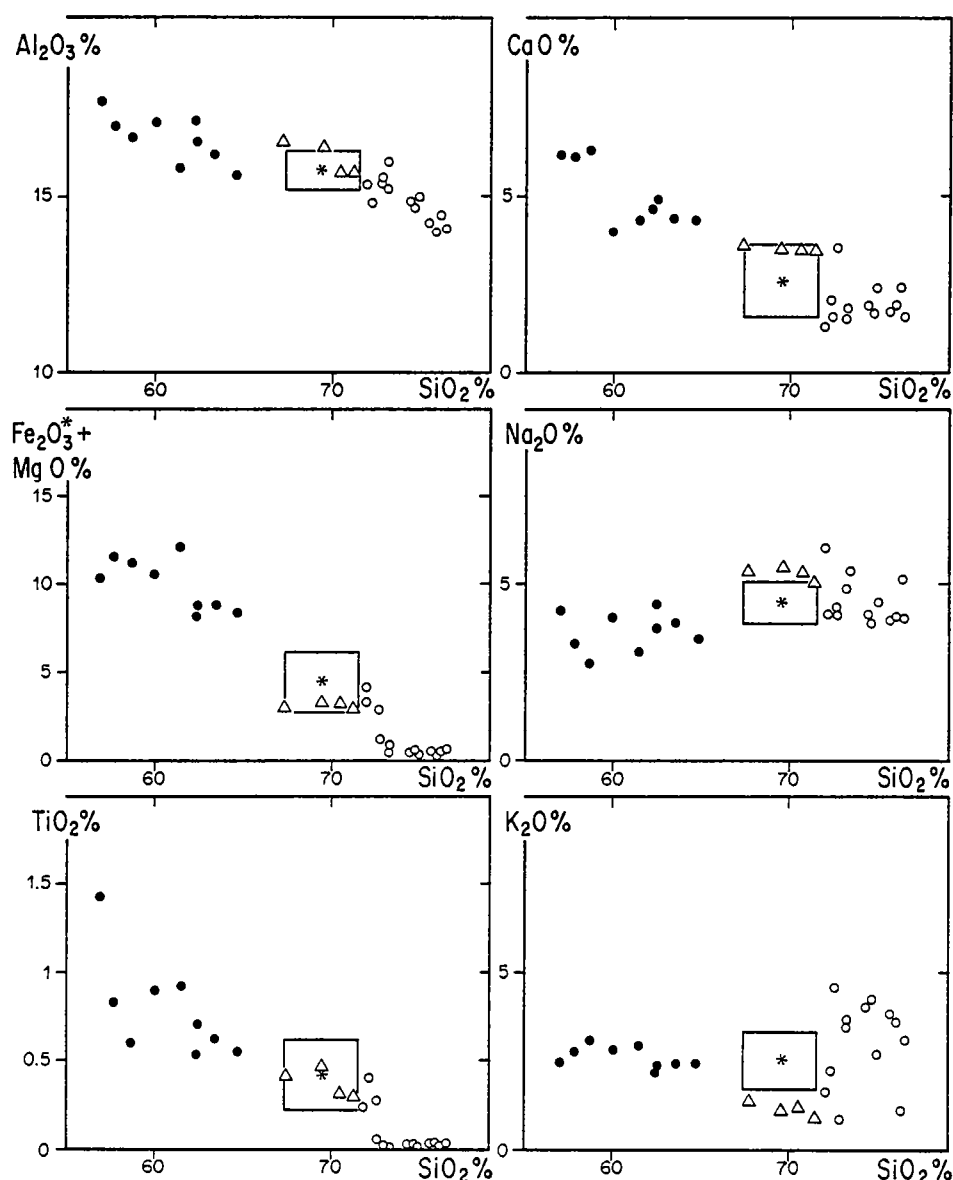 Al₂O₃ %
15
10
60
70
SiO₂ %
CaO %
5
0
60
70
SiO₂ %
Fe₂O₃* +
MgO %
15
10
5
0
60
70
SiO₂ %
Na₂O %
5
0
60
70
SiO₂ %
TiO₂ %
1.5
1
0.5
0
60
70
SiO₂ %
K₂O %
5
0
60
70
SiO₂ %